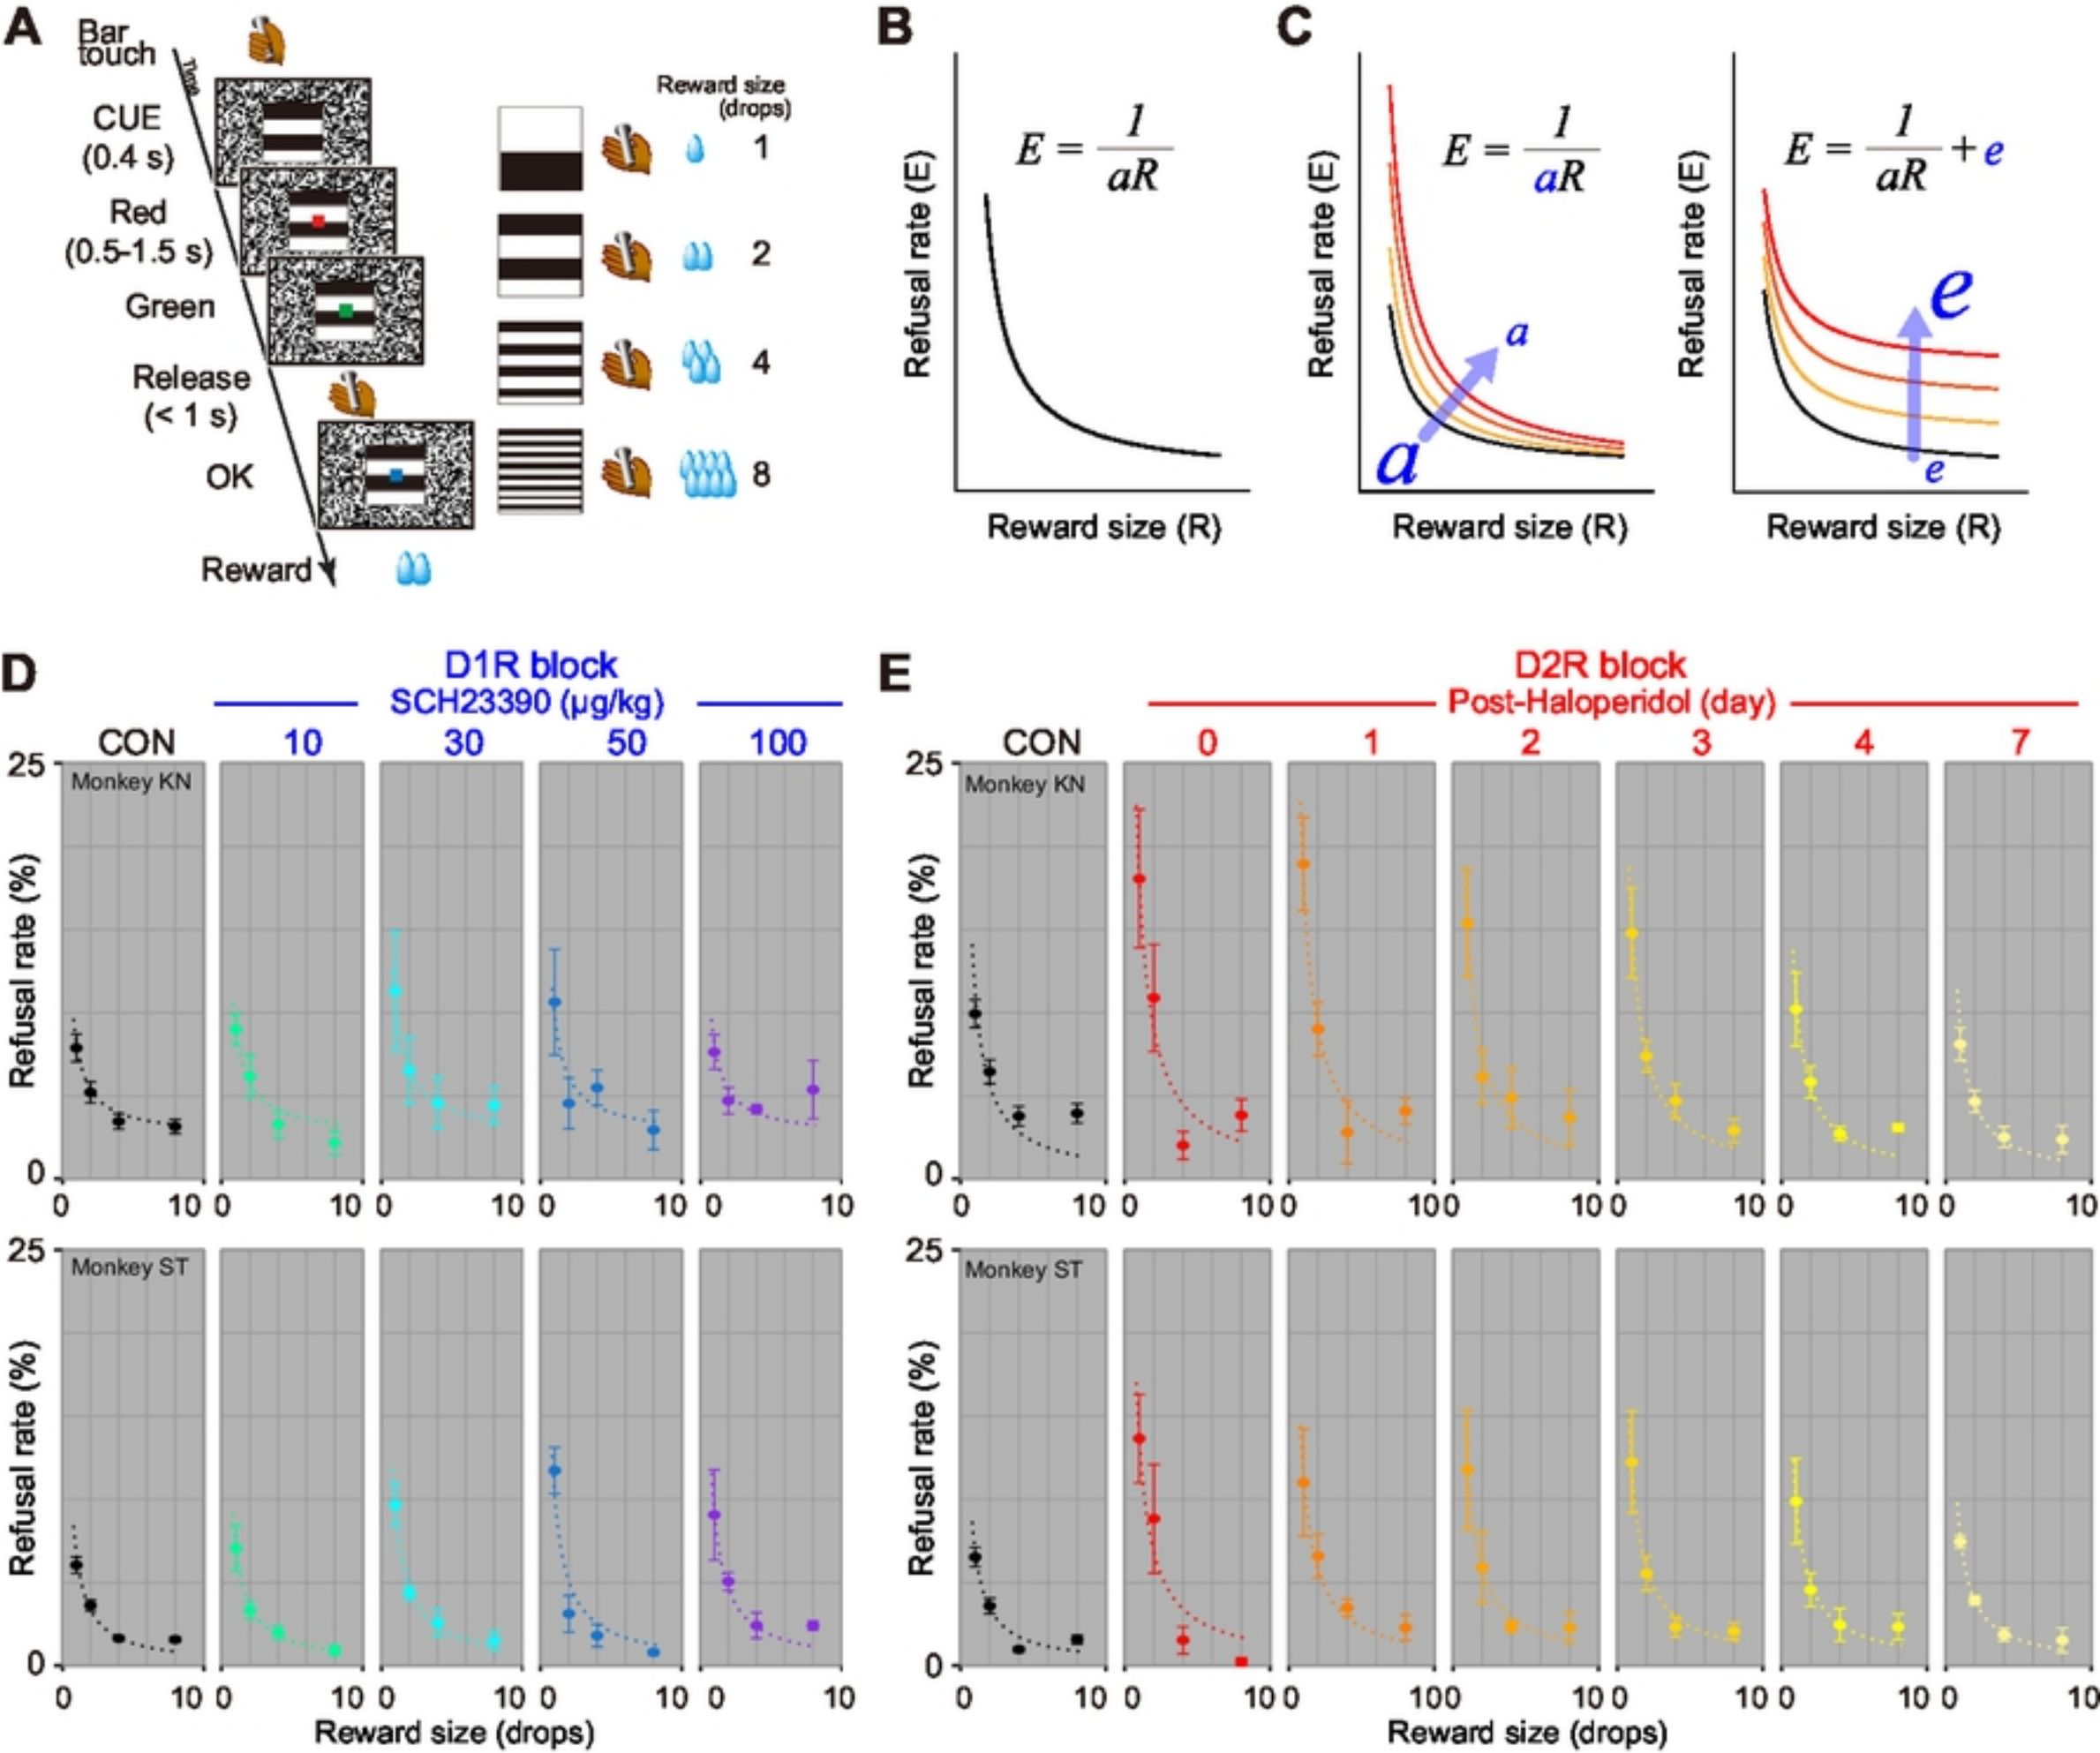 A
Bar
touch
Time
CUE
(0.4 s)
Red
(0.5-1.5 s)
Green
Release
(< 1 s)
OK
Reward
Reward size
(drops)
1
2
4
8
B
Refusal rate (E)
E = 1/aR
Reward size (R)
C
Refusal rate (E)
E = 1/aR
a
a
Reward size (R)
Refusal rate (E)
E = 1/aR + e
e
e
Reward size (R)
D
D1R block
SCH23390 (µg/kg)
CON 10 30 50 100
25
Monkey KN
Refusal rate (%)
0
0 10 0 10 0 10 0 10 0 10
25
Monkey ST
Refusal rate (%)
0
0 10 0 10 0 10 0 10 0 10
Reward size (drops)
E
D2R block
Post-Haloperidol (day)
CON 0 1 2 3 4 7
25
Monkey KN
Refusal rate (%)
0
0 10 0 10 0 100 10 0 10 0 10 0 10
25
Monkey ST
Refusal rate (%)
0
0 10 0 10 0 100 10 0 10 0 10 0 10
Reward size (drops)